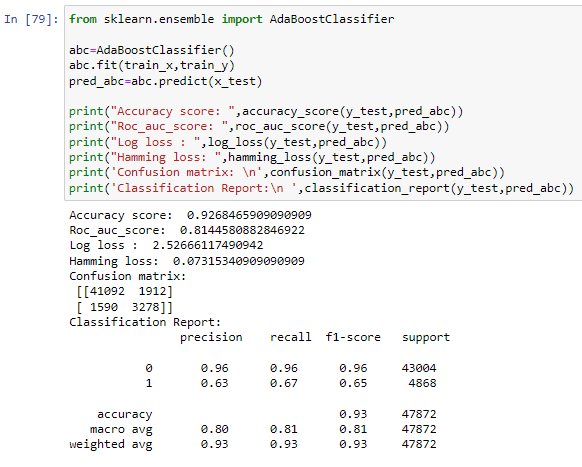 In [79]: from sklearn.ensemble import AdaBoostClassifier
abc=AdaBoostClassifier()
abc.fit(train_x,train_y)
pred_abc=abc.predict(x_test)
print("Accuracy score: ",accuracy_score(y_test,pred_abc))
print("Roc_auc_score: ",roc_auc_score(y_test,pred_abc))
print("Log loss : ",log_loss(y_test,pred_abc))
print("Hamming loss: ",hamming_loss(y_test,pred_abc))
print('Confusion matrix: \n',confusion_matrix(y_test,pred_abc))
print('Classification Report:\n ',classification_report(y_test,pred_abc))
Accuracy score:  0.9268465909090909
Roc_auc_score:  0.8144580882846922
Log loss :  2.52666117490942
Hamming loss:  0.07315340909090909
Confusion matrix:
[[41092  1912]
[ 1590  3278]]
Classification Report:
precision    recall  f1-score   support
0       0.96      0.96      0.96     43004
1       0.63      0.67      0.65      4868
accuracy                           0.93     47872
macro avg       0.80      0.81      0.81     47872
weighted avg       0.93      0.93      0.93     47872